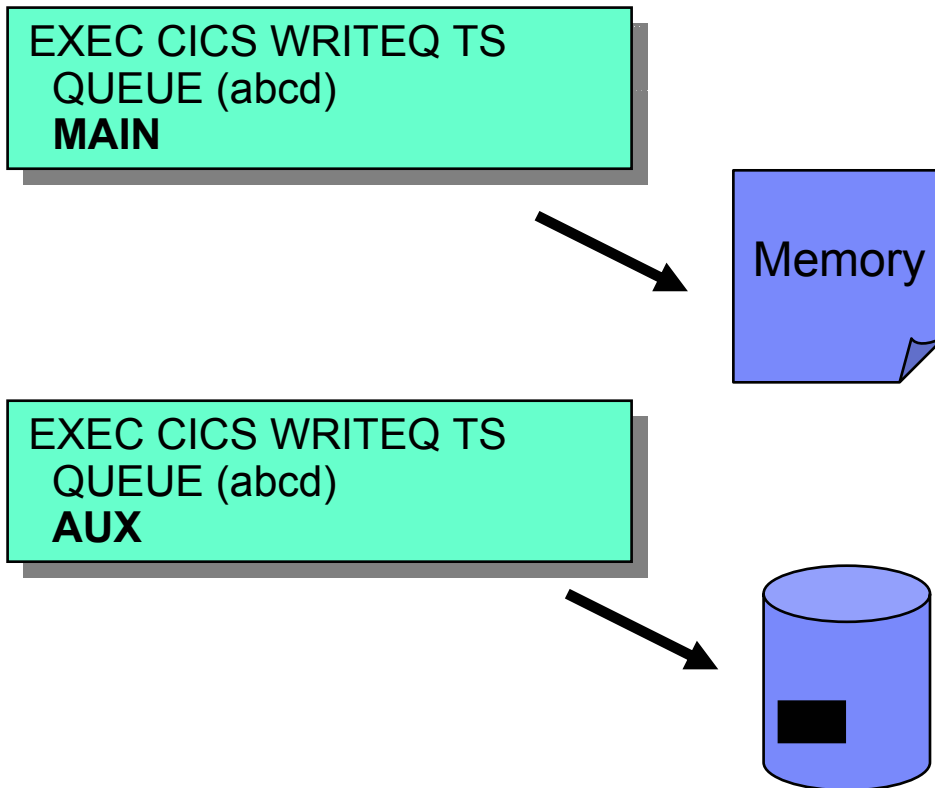 EXEC CICS WRITEQ TS
QUEUE (abcd)
MAIN
Memory
EXEC CICS WRITEQ TS
QUEUE (abcd)
AUX